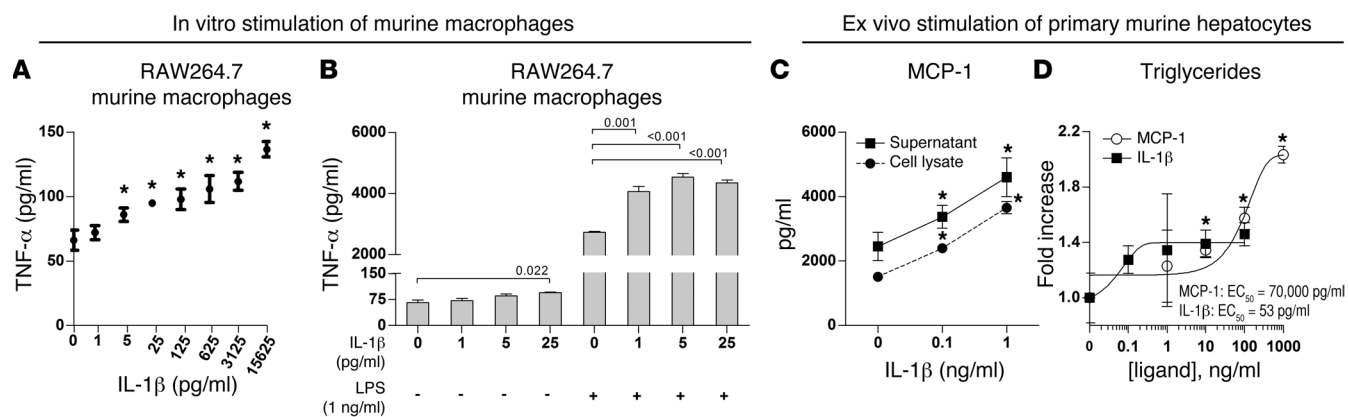 In vitro stimulation of murine macrophages
Ex vivo stimulation of primary murine hepatocytes
A
RAW264.7
murine macrophages
TNF-α (pg/ml)
150
100
50
0
* * * * * *
0 1 5 25 125 625 3125 15625
IL-1β (pg/ml)
B
RAW264.7
murine macrophages
TNF-α (pg/ml)
6000
4000
2000
150
75
0
0.001
<0.001
<0.001
0.022
IL-1β
(pg/ml)
0 1 5 25 0 1 5 25
LPS
(1 ng/ml)
- - - - + + + +
C
MCP-1
pg/ml
6000
4000
2000
0
Supernatant
Cell lysate
* * * *
0 0.1 1
IL-1β (ng/ml)
D
Triglycerides
Fold increase
2.2
1.8
1.4
1.0
MCP-1
IL-1β
* * *
MCP-1: EC50 = 70,000 pg/ml
IL-1β: EC50 = 53 pg/ml
0 0.1 1 10 100 1000
[ligand], ng/ml